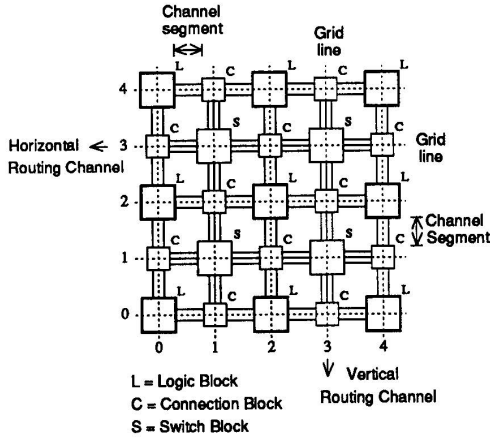 Channel
segment
Grid
line
L C L C L
4
C S C S C
Horizontal
Routing Channel
3
Grid
line
L C L C L
2
Channel
Segment
C S C S C
1
L C L C L
0
0 1 2 3 4
Vertical
Routing Channel
L = Logic Block
C = Connection Block
S = Switch Block